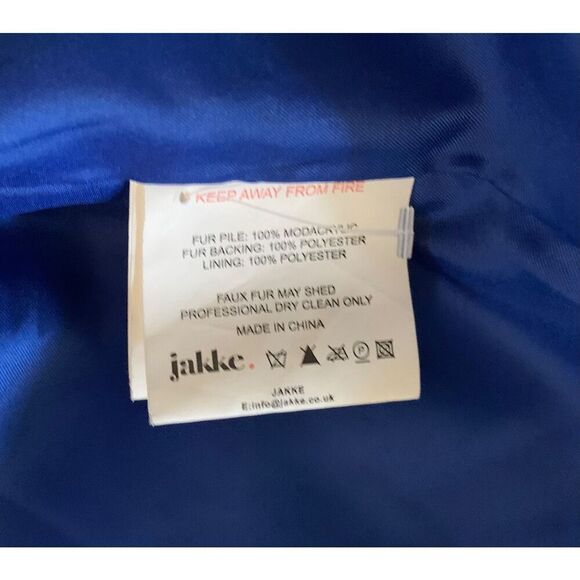 KEEP AWAY FROM FIRE
FUR PILE: 100% MODACRYLIC
FUR BACKING: 100% POLYESTER
LINING: 100% POLYESTER
FAUX FUR MAY SHED
PROFESSIONAL DRY CLEAN ONLY
MADE IN CHINA
jakke.
P
JAKKE
E:info@jakke.co.uk